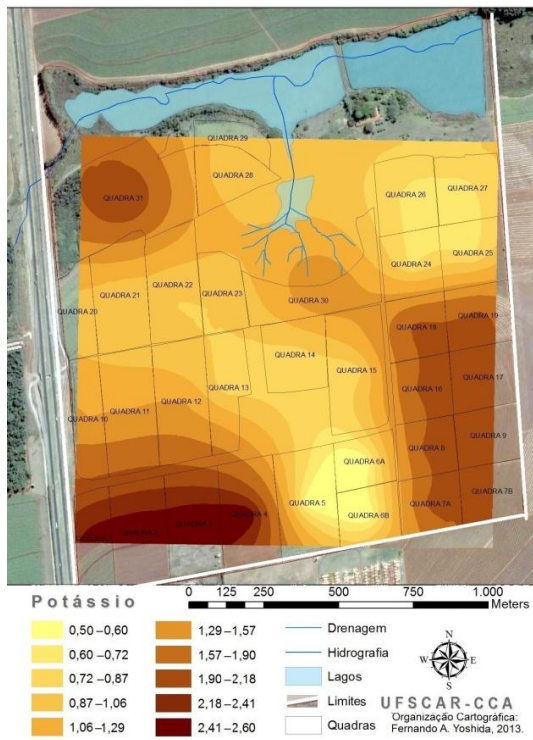 QUADRA 29
QUADRA 28
QUADRA 31
QUADRA 26
QUADRA 27
QUADRA 25
QUADRA 24
QUADRA 22
QUADRA 21
QUADRA 23
QUADRA 20
QUADRA 30
QUADRA 19
QUADRA 18
QUADRA 14
QUADRA 15
QUADRA 13
QUADRA 16
QUADRA 17
QUADRA 12
QUADRA 11
QUADRA 10
QUADRA 9
QUADRA 8
QUADRA 6A
QUADRA 5
QUADRA 6B
QUADRA 7B
QUADRA 7A
QUADRA 4
QUADRA 3
Potássio
0 125 250 500 750 1.000
Meters
0,50 –0,60
0,60 –0,72
0,72 –0,87
0,87 –1,06
1,06 –1,29
1,29 –1,57
1,57 –1,90
1,90 –2,18
2,18 –2,41
2,41 –2,60
Drenagem
Hidrografia
Lagos
Limites
Quadras
N
W E
S
UFSCAR-CCA
Organização Cartográfica:
Fernando A. Yoshida, 2013.